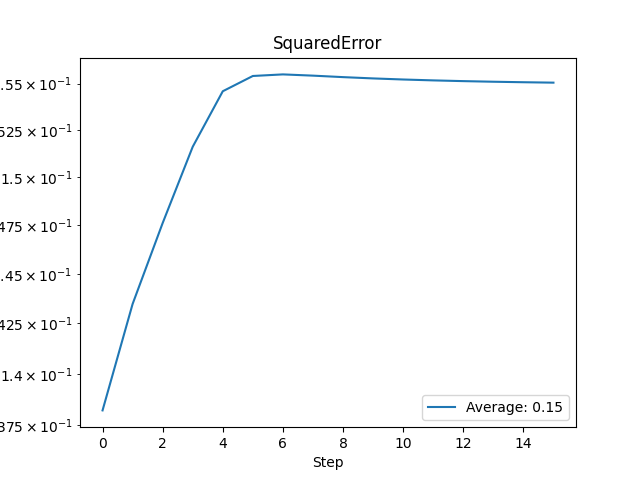 SquaredError
.55 × 10⁻¹
525 × 10⁻¹
1.5 × 10⁻¹
475 × 10⁻¹
.45 × 10⁻¹
425 × 10⁻¹
1.4 × 10⁻¹
375 × 10⁻¹
Average: 0.15
0 2 4 6 8 10 12 14
Step